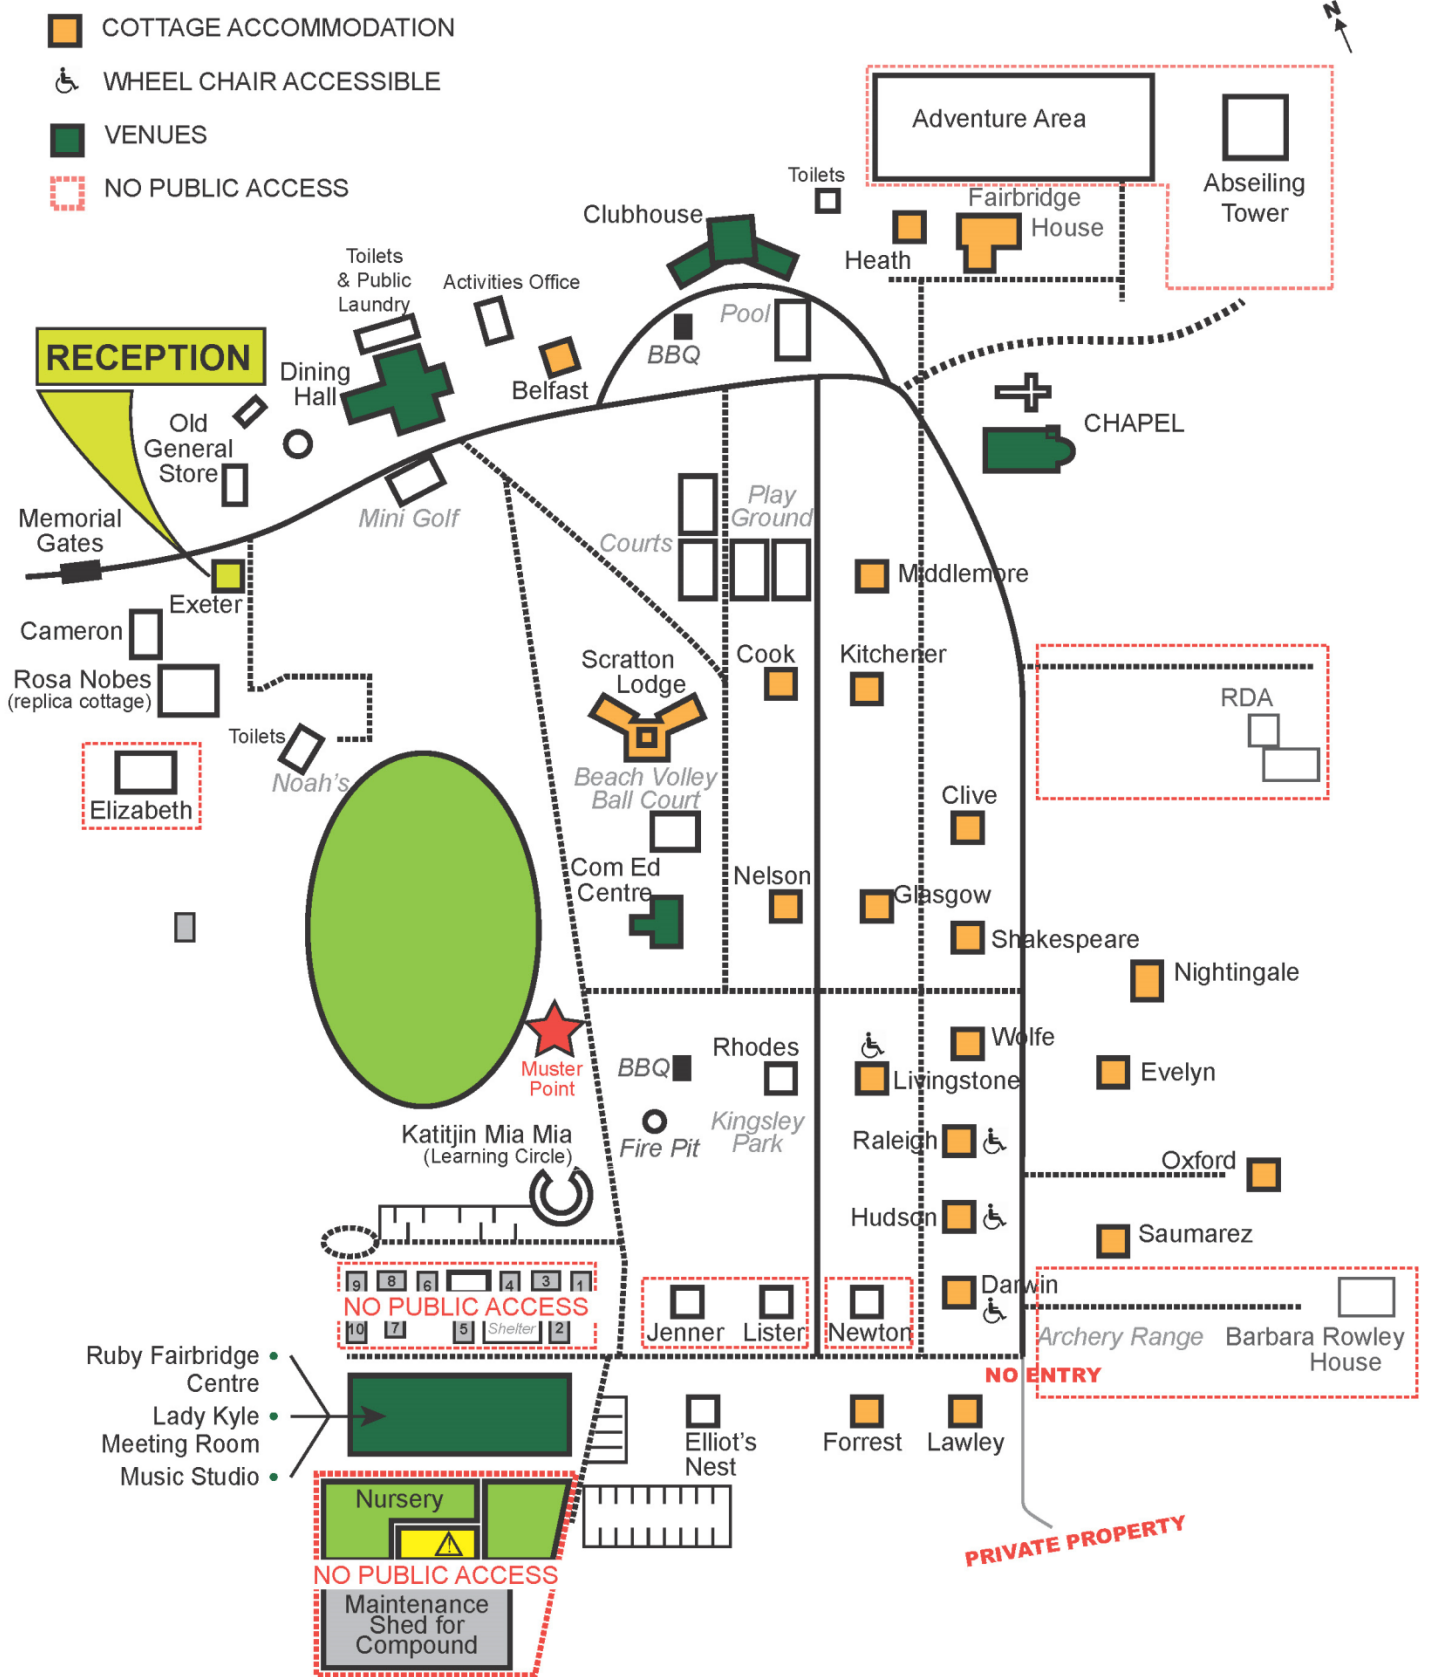 COTTAGE ACCOMMODATION
WHEEL CHAIR ACCESSIBLE
VENUES
NO PUBLIC ACCESS
N
Adventure Area
Abseiling
Tower
Toilets
Fairbridge
House
Heath
Clubhouse
Toilets
& Public
Laundry
Activities Office
Pool
BBQ
RECEPTION
Dining
Hall
Belfast
Old
General
Store
CHAPEL
Mini Golf
Play
Ground
Courts
Memorial
Gates
Exeter
Middlemore
Cameron
Rosa Nobes
(replica cottage)
Scratton
Lodge
Cook
Kitchener
RDA
Toilets
Noah's
Elizabeth
Beach Volley
Ball Court
Clive
Com Ed
Centre
Nelson
Glasgow
Shakespeare
Nightingale
Muster
Point
BBQ
Rhodes
Wolfe
Livingstone
Evelyn
Fire Pit
Kingsley
Park
Katitjin Mia Mia
(Learning Circle)
Raleigh
Oxford
Hudson
Saumarez
9
8
6
4
3
1
NO PUBLIC ACCESS
10
7
5
Shelter
2
Jenner
Lister
Newton
Darwin
Archery Range
Barbara Rowley
House
NO ENTRY
Ruby Fairbridge
Centre
Lady Kyle
Meeting Room
Music Studio
Elliot's
Nest
Forrest
Lawley
Nursery
NO PUBLIC ACCESS
Maintenance
Shed for
Compound
PRIVATE PROPERTY